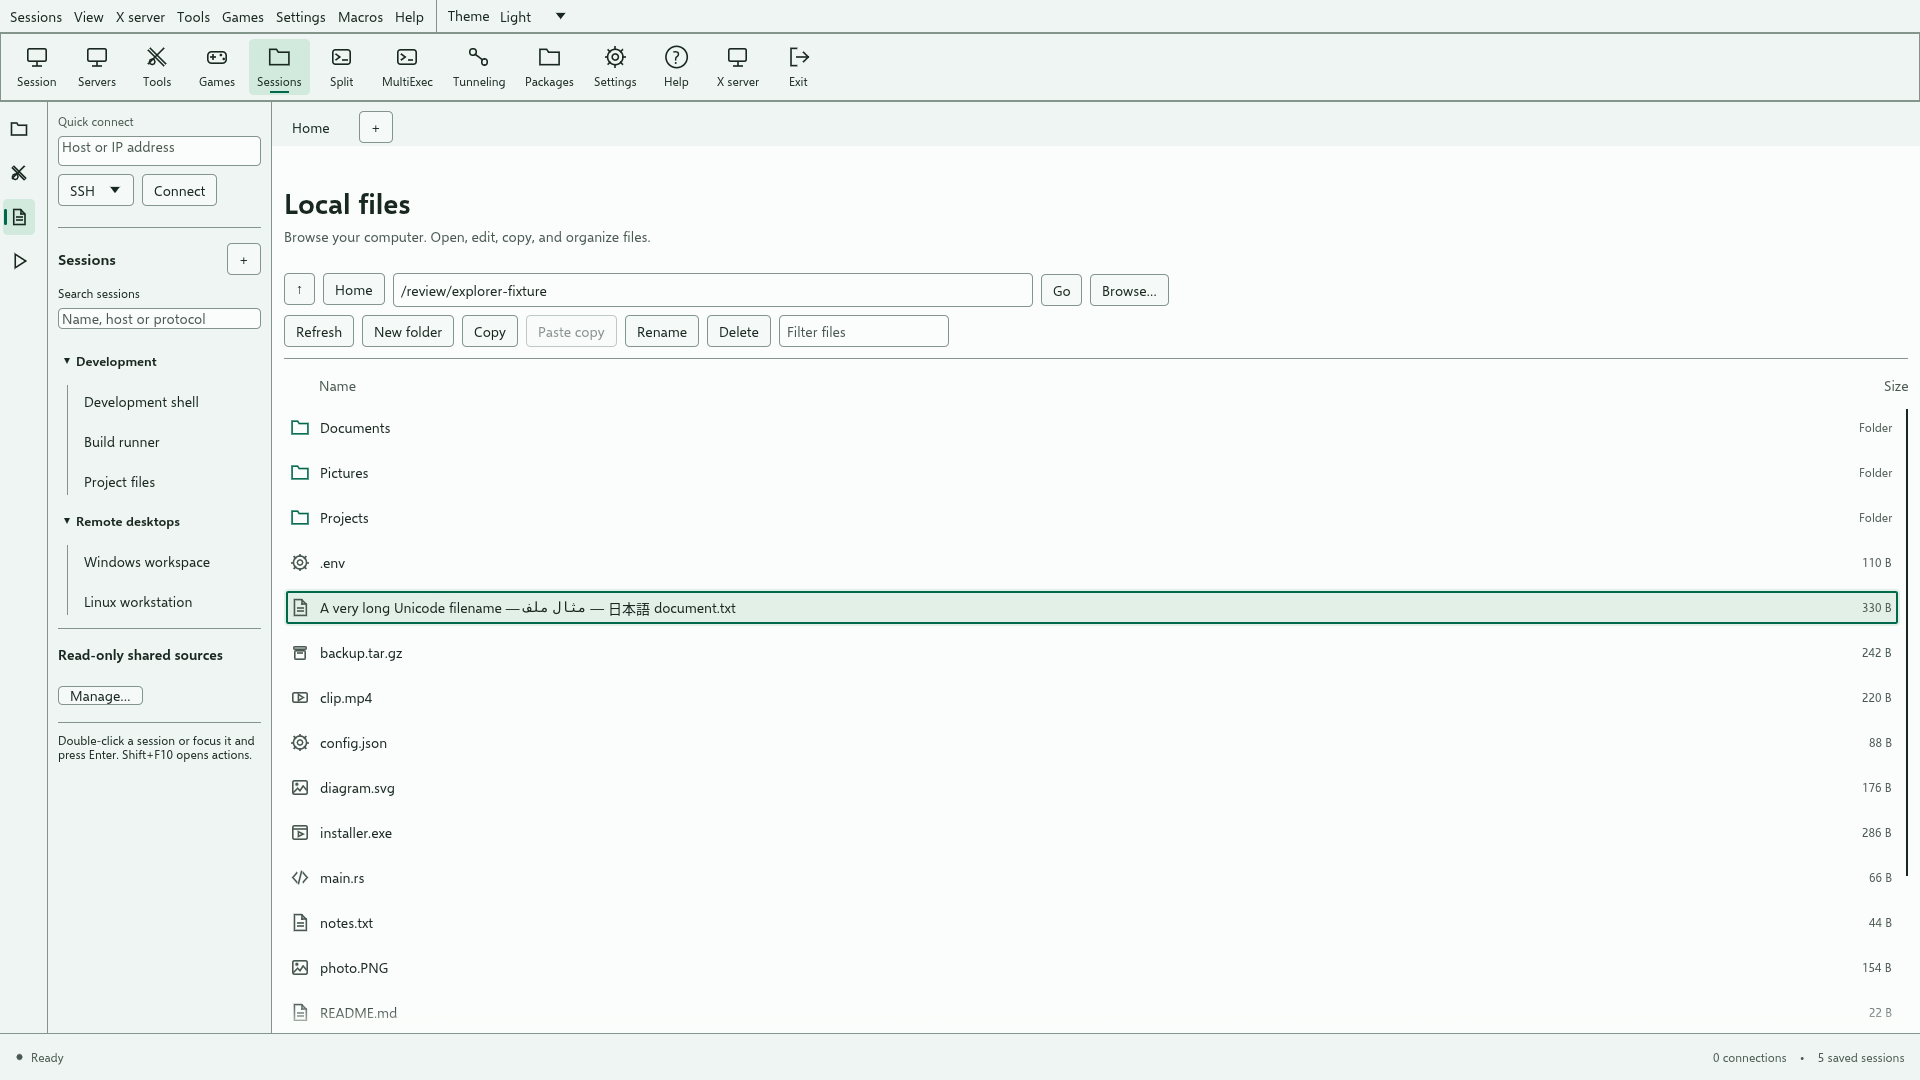 Sessions View X server Tools Games Settings Macros Help Theme Light
Session Servers Tools Games Sessions Split MultiExec Tunneling Packages Settings Help X server Exit
Quick connect
Host or IP address
SSH Connect
Sessions +
Search sessions
Name, host or protocol
Development
Development shell
Build runner
Project files
Remote desktops
Windows workspace
Linux workstation
Read-only shared sources
Manage...
Double-click a session or focus it and
press Enter. Shift+F10 opens actions.
Home +
Local files
Browse your computer. Open, edit, copy, and organize files.
↑ Home /review/explorer-fixture Go Browse...
Refresh New folder Copy Paste copy Rename Delete Filter files
Name Size
Documents Folder
Pictures Folder
Projects Folder
.env 110 B
A very long Unicode filename — مثال ملف — 日本語 document.txt 330 B
backup.tar.gz 242 B
clip.mp4 220 B
config.json 88 B
diagram.svg 176 B
installer.exe 286 B
main.rs 66 B
notes.txt 44 B
photo.PNG 154 B
README.md 22 B
Ready 0 connections • 5 saved sessions